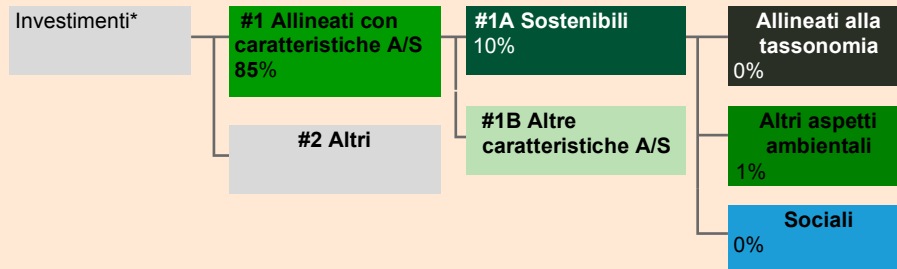 Investimenti*
#1 Allineati con
caratteristiche A/S
85%
#2 Altri
#1A Sostenibili
10%
#1B Altre
caratteristiche A/S
Allineati alla
tassonomia
0%
Altri aspetti
ambientali
1%
Sociali
0%